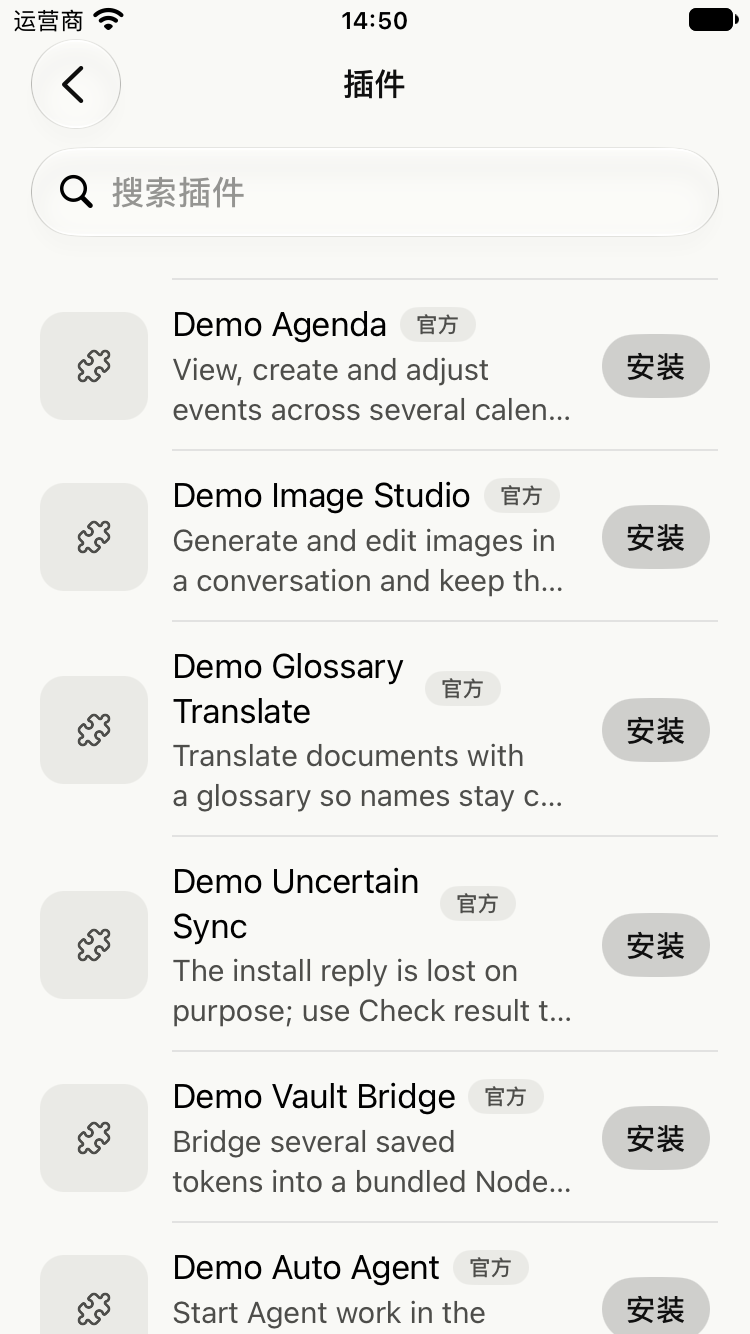 运营商 14:50
插件
搜索插件
Demo Agenda 官方
View, create and adjust
events across several calen...
安装
Demo Image Studio 官方
Generate and edit images in
a conversation and keep th...
安装
Demo Glossary
Translate 官方
Translate documents with
a glossary so names stay c...
安装
Demo Uncertain
Sync 官方
The install reply is lost on
purpose; use Check result t...
安装
Demo Vault Bridge 官方
Bridge several saved
tokens into a bundled Node...
安装
Demo Auto Agent 官方
Start Agent work in the
安装